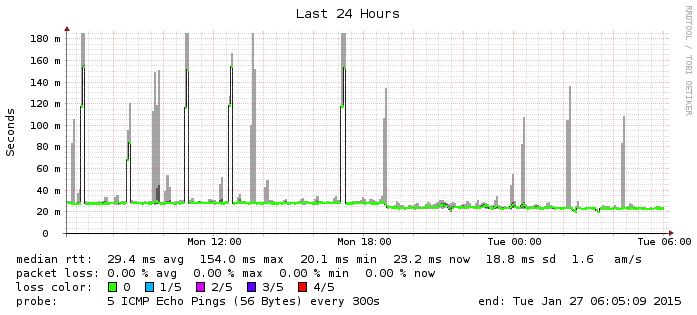 Last 24 Hours
RRDTOOL / TOBI OETIKER
Seconds
180 m
160 m
140 m
120 m
100 m
80 m
60 m
40 m
20 m
0
Mon 12:00 Mon 18:00 Tue 00:00 Tue 06:00
median rtt: 29.4 ms avg 154.0 ms max 20.1 ms min 23.2 ms now 18.8 ms sd 1.6 am/s
packet loss: 0.00 % avg 0.00 % max 0.00 % min 0.00 % now
loss color: 0 1/5 2/5 3/5 4/5
probe: 5 ICMP Echo Pings (56 Bytes) every 300s end: Tue Jan 27 06:05:09 2015